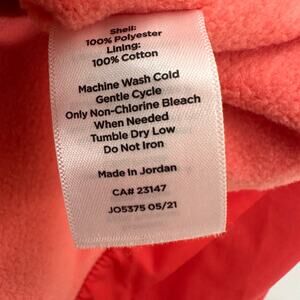 Shell:
100% Polyester
Lining:
100% Cotton
Machine Wash Cold
Gentle Cycle
Only Non-Chlorine Bleach
When Needed
Tumble Dry Low
Do Not Iron
Made in Jordan
CA# 23147
JO5375 05/21